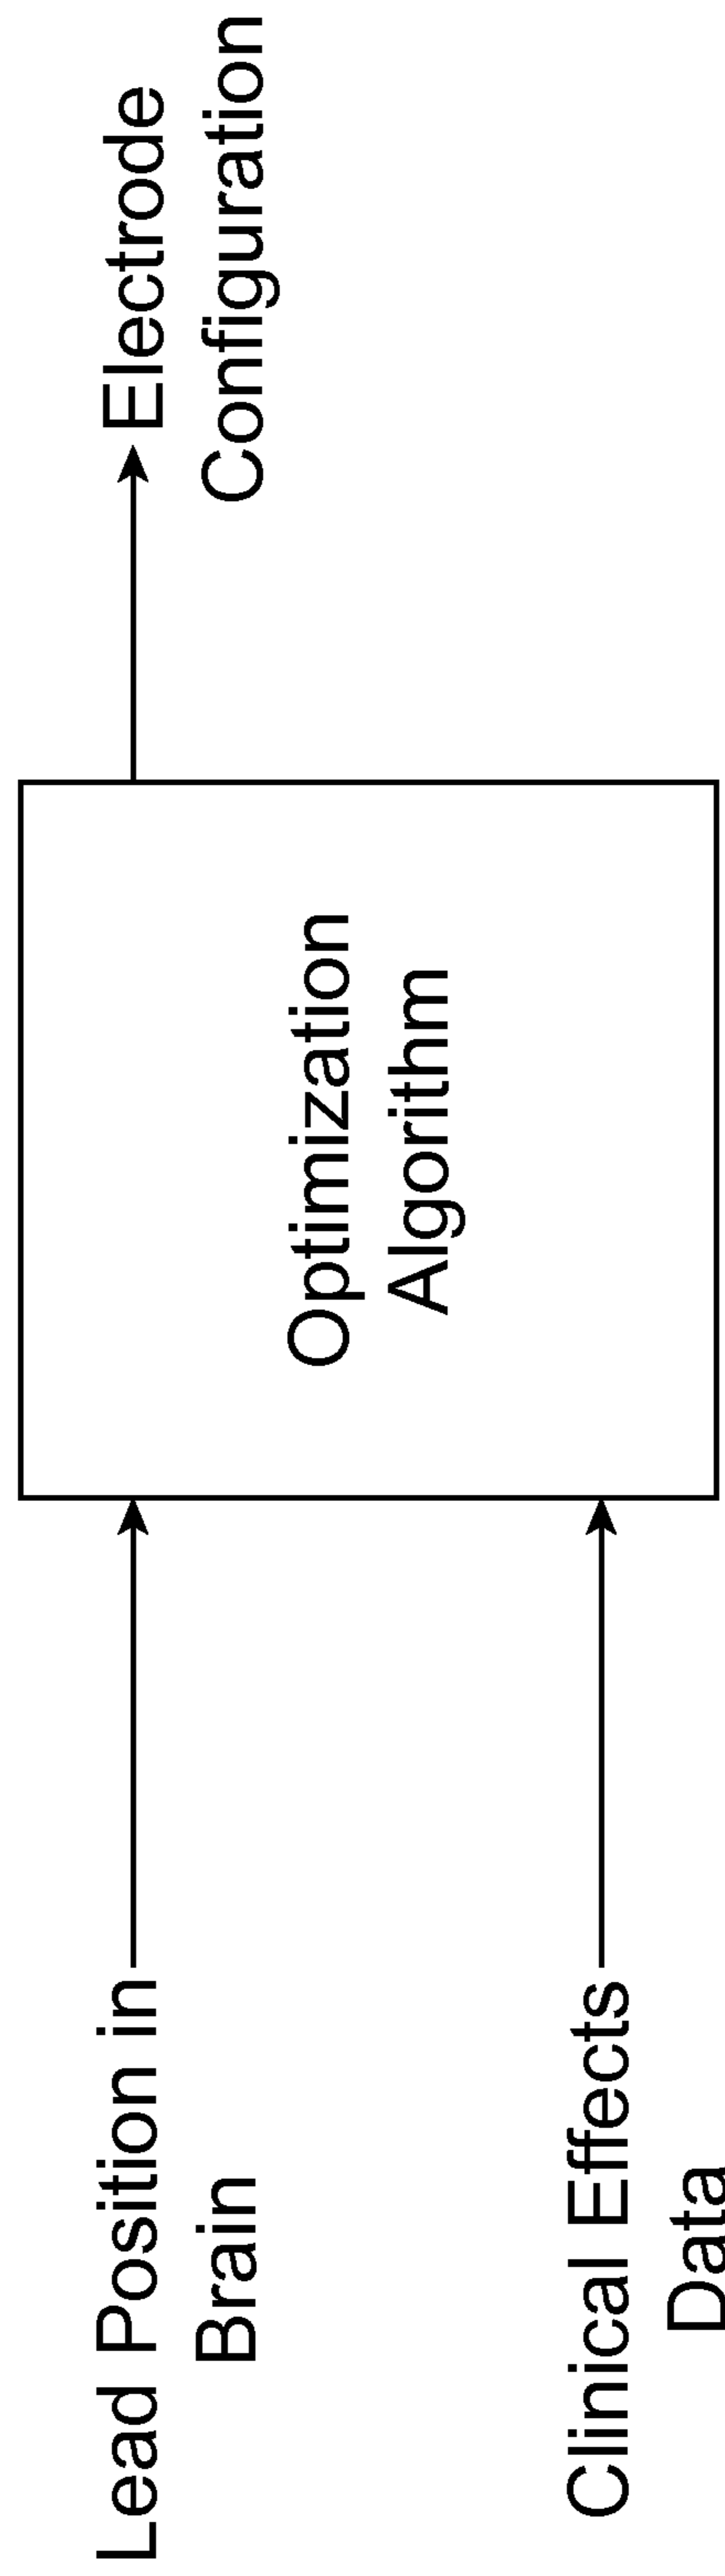 Lead Position in
Brain
Clinical Effects
Data
Optimization
Algorithm
Electrode
Configuration